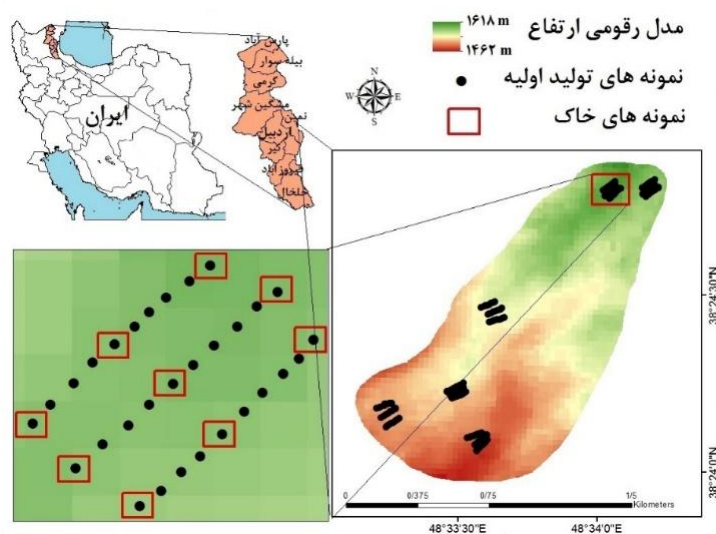 ۱۶۱۸ m
مدل رقومی ارتفاع
۱۴۶۲ m
نمونه های تولید اولیه
نمونه های خاک
N
W
E
S
ایران
پارس آباد
بیله سوار
گرمی
مشگین شهر
نمین
اردبیل
نیر
خلخال
38°24'30"N
38°24'0"N
0
0/375
0/75
1/5
Kilometers
48°33'30"E
48°34'0"E